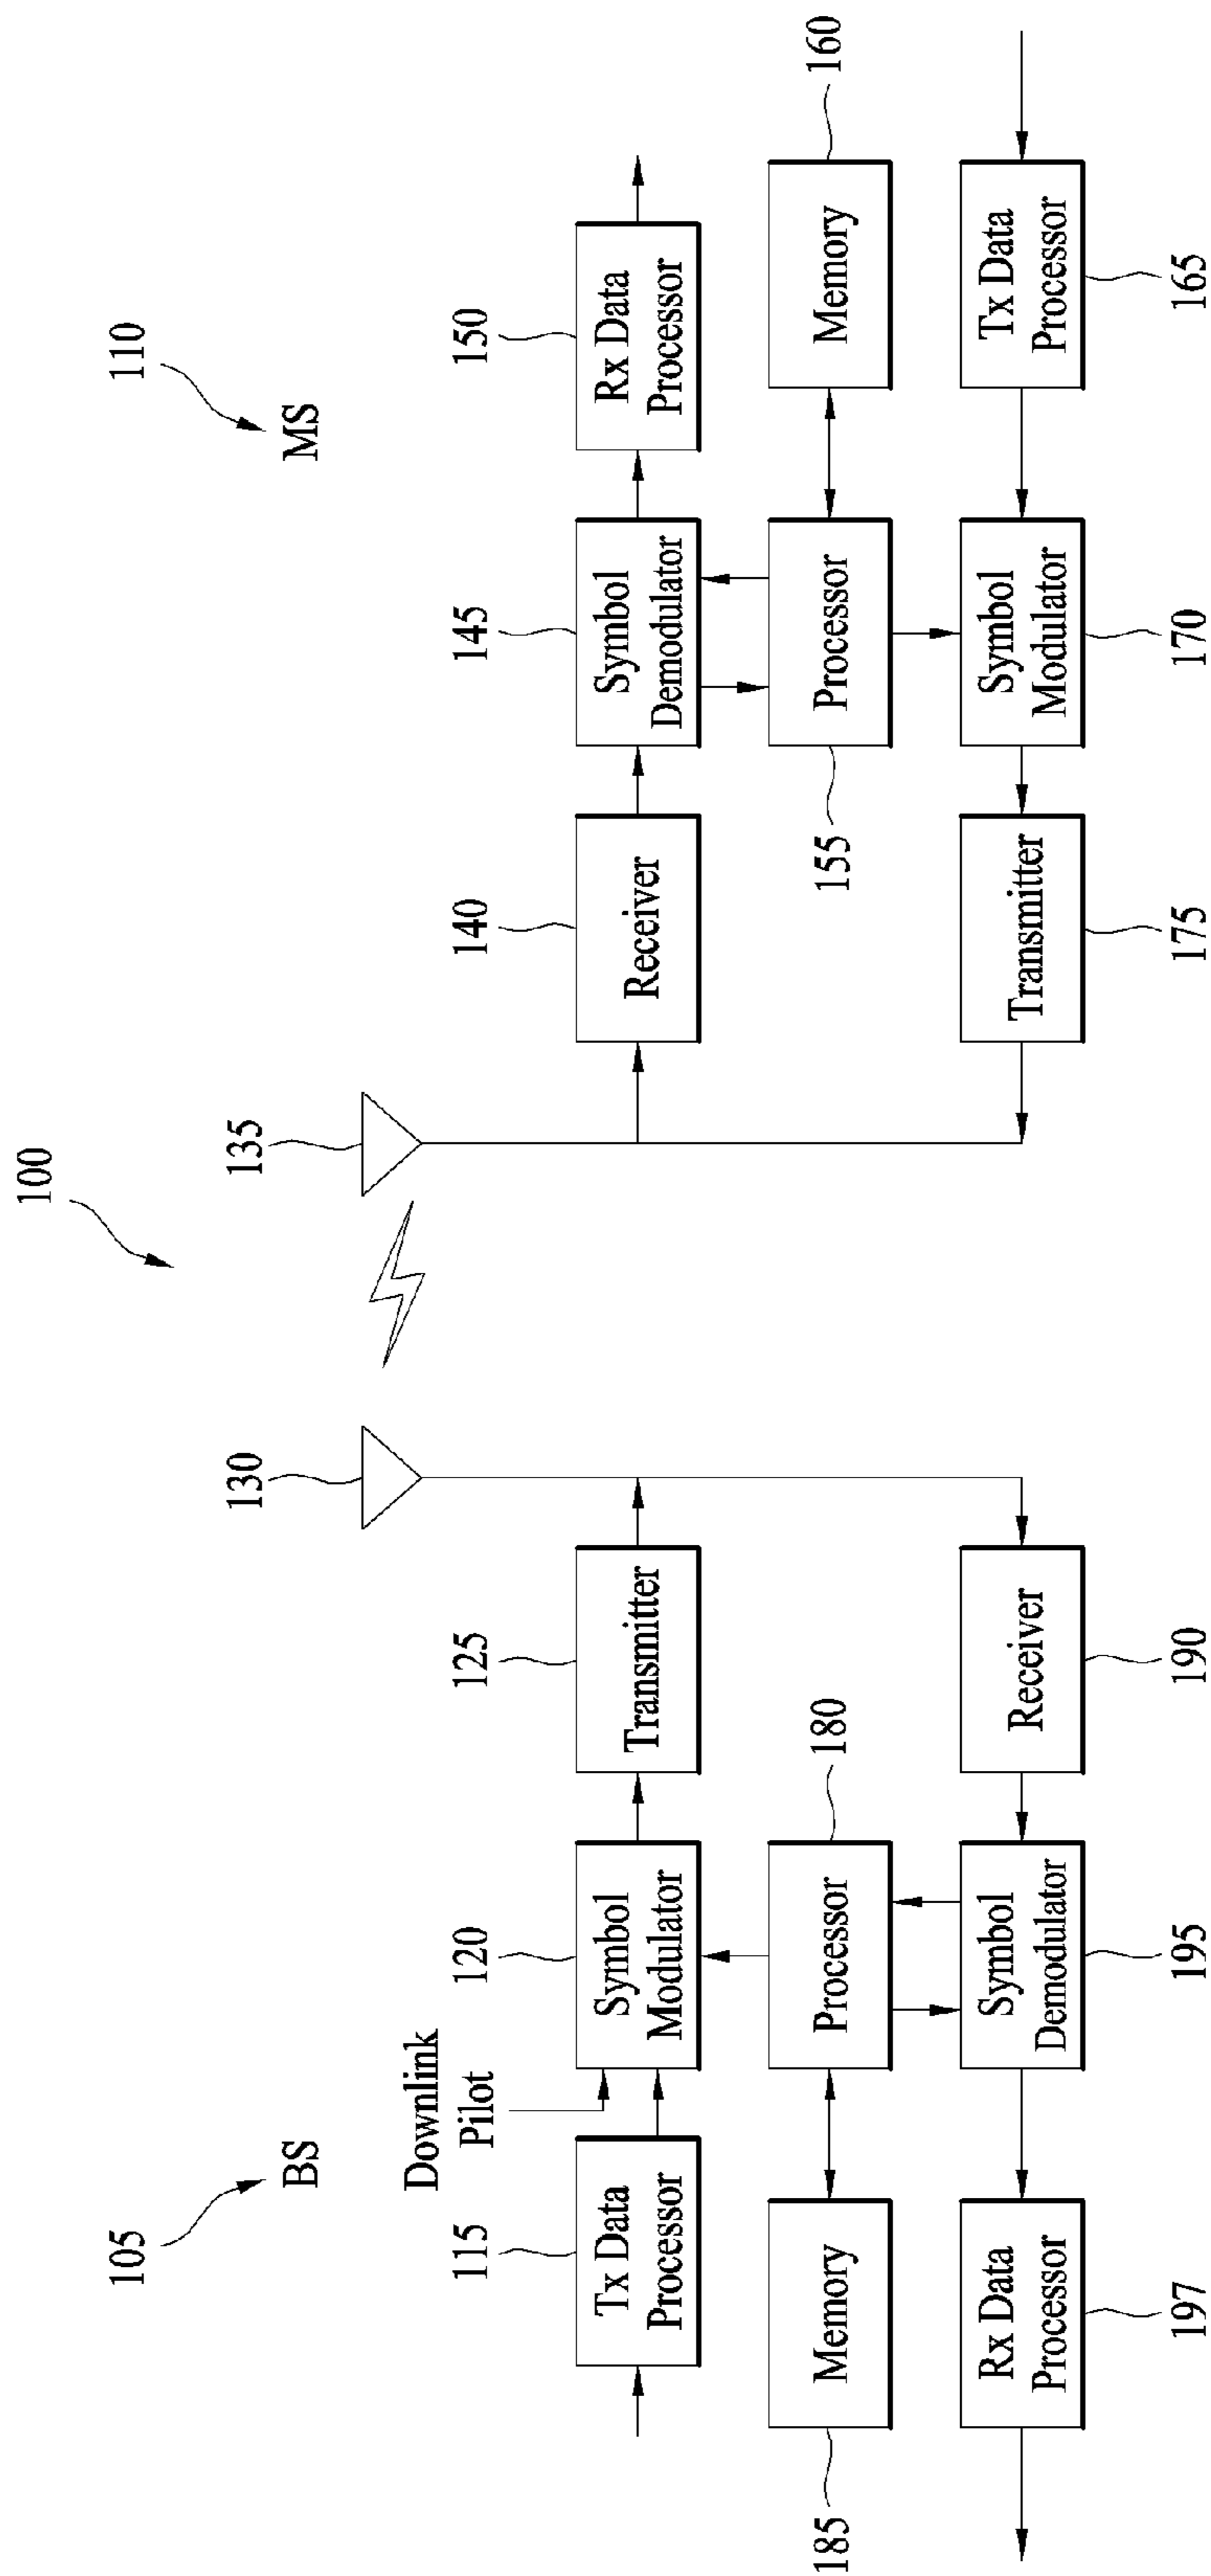 100
105
BS
110
MS
130
135
115
Tx Data
Processor
Downlink
Pilot
120
Symbol
Modulator
125
Transmitter
140
Receiver
145
Symbol
Demodulator
150
Rx Data
Processor
185
Memory
180
Processor
155
Processor
160
Memory
197
Rx Data
Processor
195
Symbol
Demodulator
190
Receiver
175
Transmitter
170
Symbol
Modulator
165
Tx Data
Processor